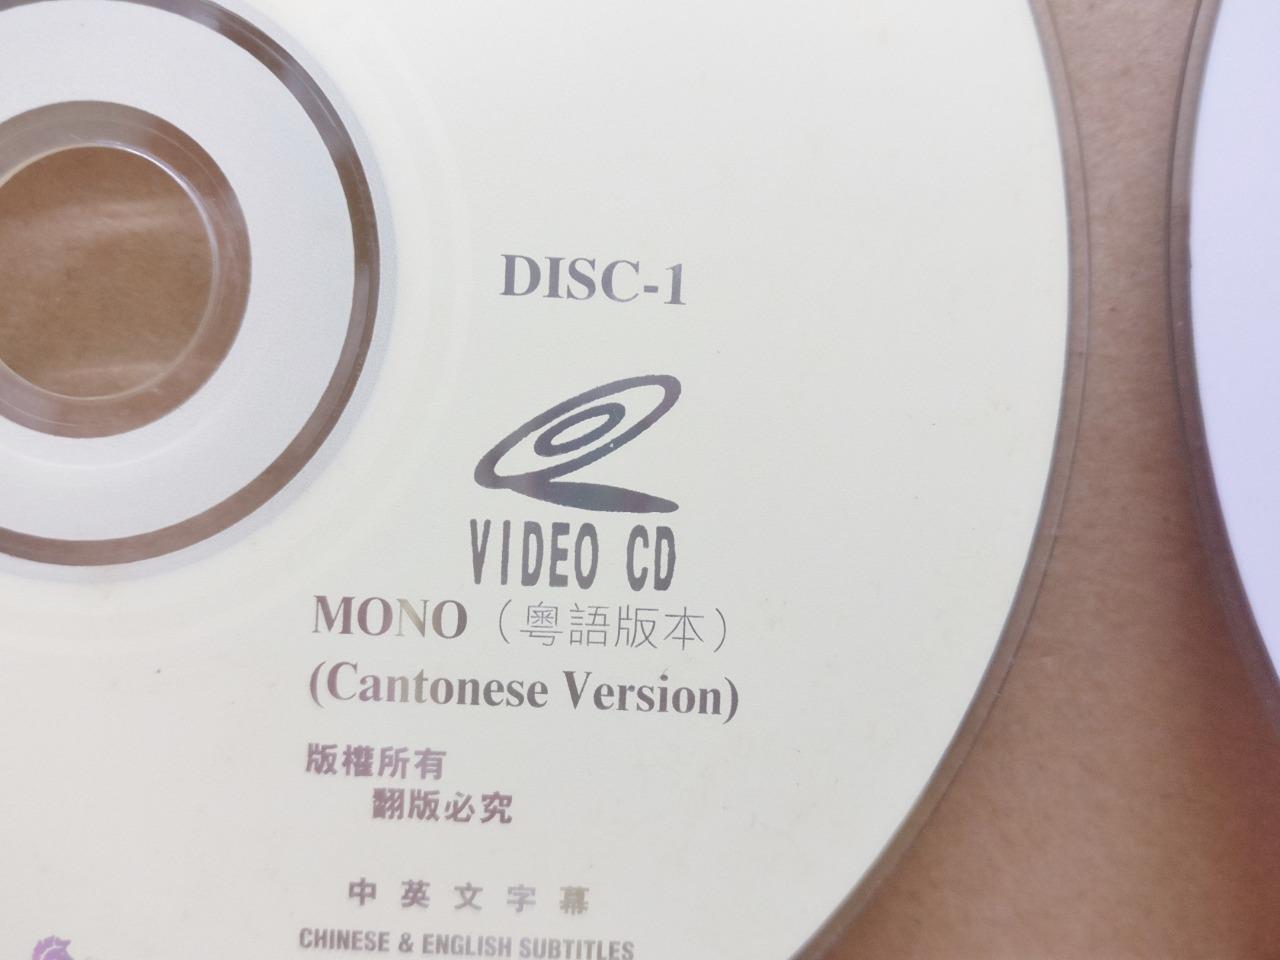 DISC-1
VIDEO CD
MONO（粵語版本）
(Cantonese Version)
版權所有
翻版必究
中英文字幕
CHINESE & ENGLISH SUBTITLES